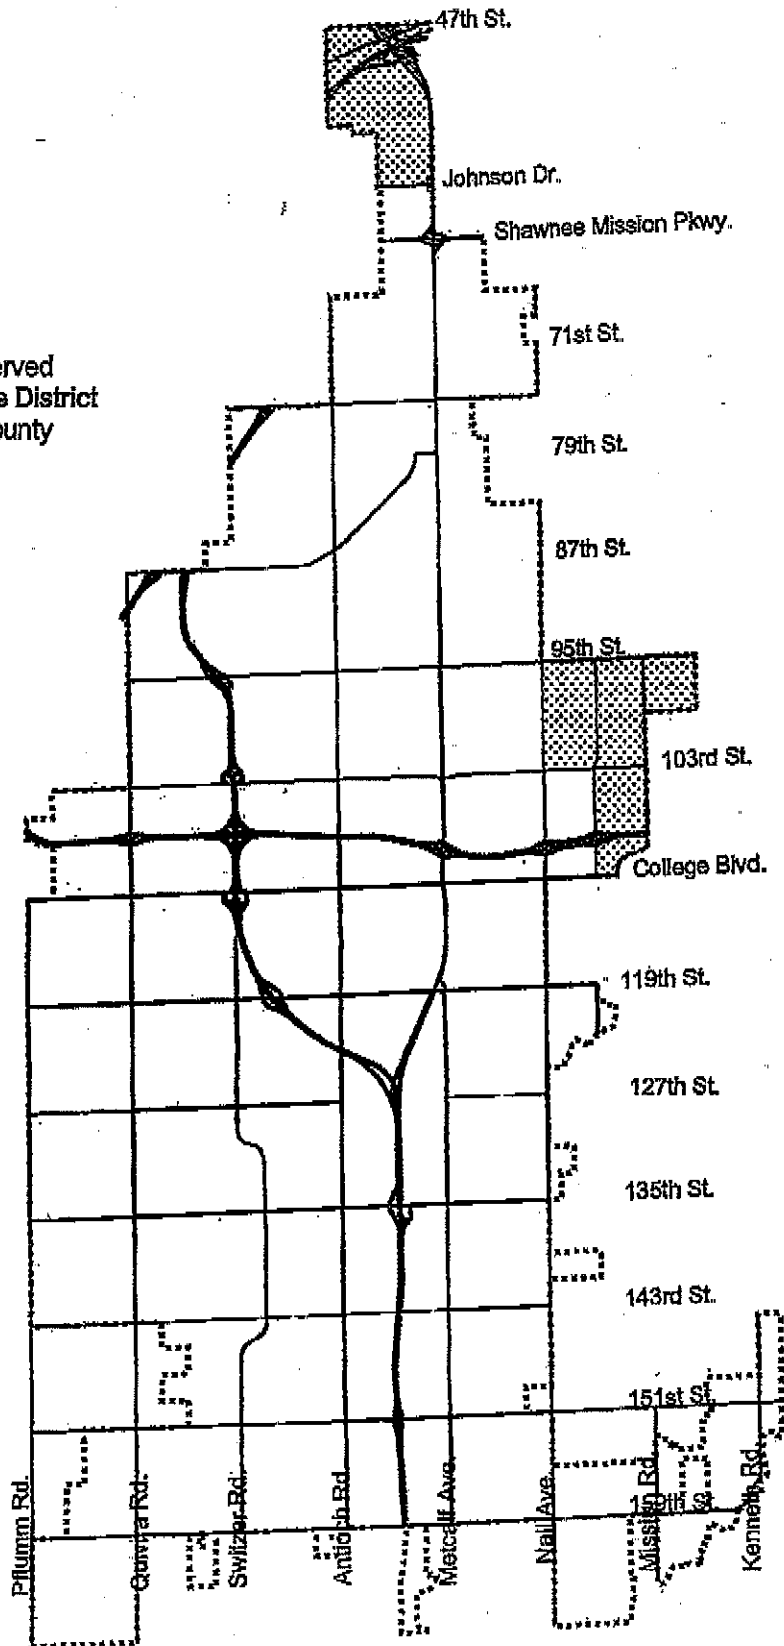 47th St.
Johnson Dr.
Shawnee Mission Pkwy.
71st St.
erved
e District
ounty
79th St.
87th St.
95th St.
103rd St.
College Blvd.
119th St.
127th St.
135th St.
143rd St.
151st St.
Pflumm Rd.
Quivira Rd.
Switzer Rd.
Antioch Rd.
Metcalf Ave.
Nall Ave.
Mission Rd.
Kenneth Rd.